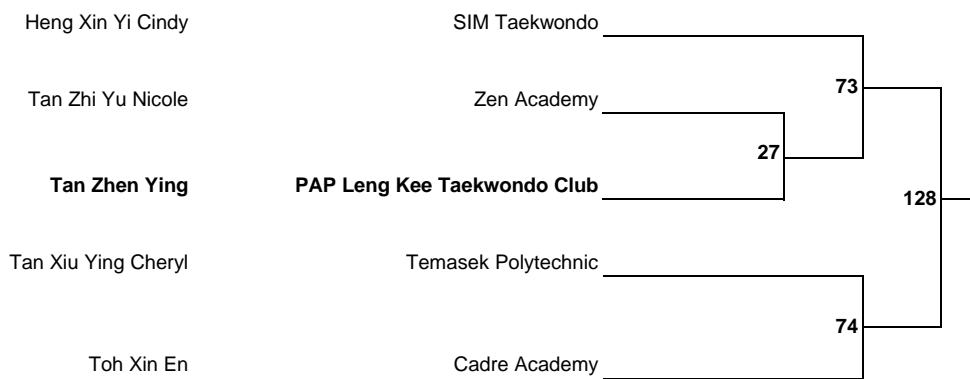 Heng Xin Yi Cindy SIM Taekwondo
73
Tan Zhi Yu Nicole Zen Academy
27
Tan Zhen Ying PAP Leng Kee Taekwondo Club
128
Tan Xiu Ying Cheryl Temasek Polytechnic
74
Toh Xin En Cadre Academy